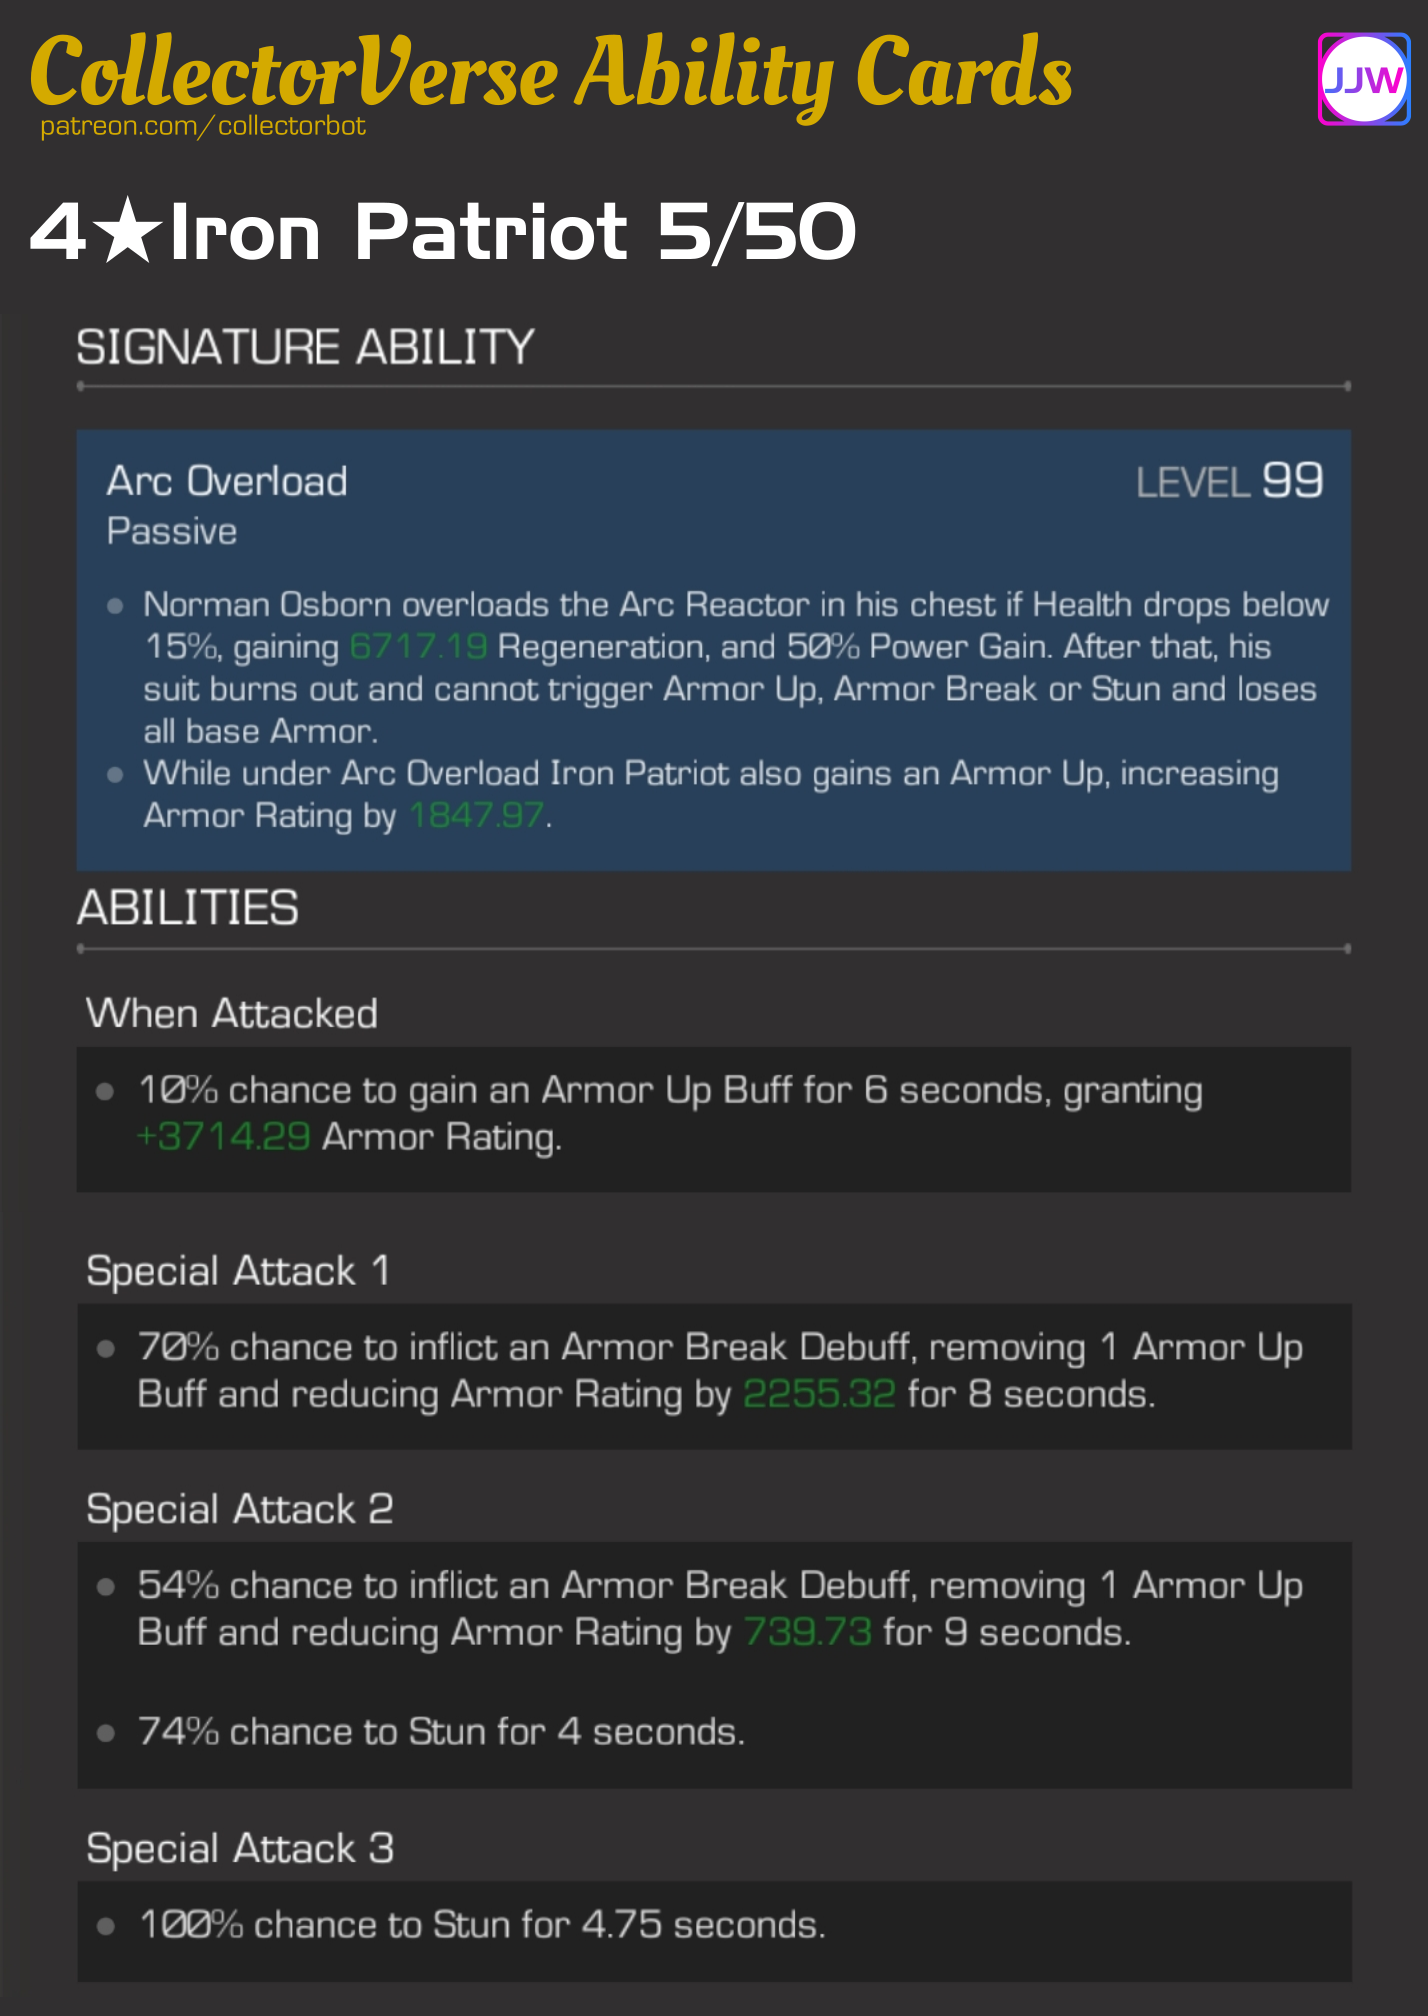 CollectorVerse Ability Cards
JJW
patreon.com/collectorbot
4★Iron Patriot 5/50
SIGNATURE ABILITY
Arc Overload
LEVEL 99
Passive
Norman Osborn overloads the Arc Reactor in his chest if Health drops below
15%, gaining 6717.19 Regeneration, and 50% Power Gain. After that, his
suit burns out and cannot trigger Armor Up, Armor Break or Stun and loses
all base Armor.
While under Arc Overload Iron Patriot also gains an Armor Up, increasing
Armor Rating by 1847.97.
ABILITIES
When Attacked
10% chance to gain an Armor Up Buff for 6 seconds, granting
+3714.29 Armor Rating.
Special Attack 1
70% chance to inflict an Armor Break Debuff, removing 1 Armor Up
Buff and reducing Armor Rating by 2255.32 for 8 seconds.
Special Attack 2
54% chance to inflict an Armor Break Debuff, removing 1 Armor Up
Buff and reducing Armor Rating by 739.73 for 9 seconds.
74% chance to Stun for 4 seconds.
Special Attack 3
100% chance to Stun for 4.75 seconds.